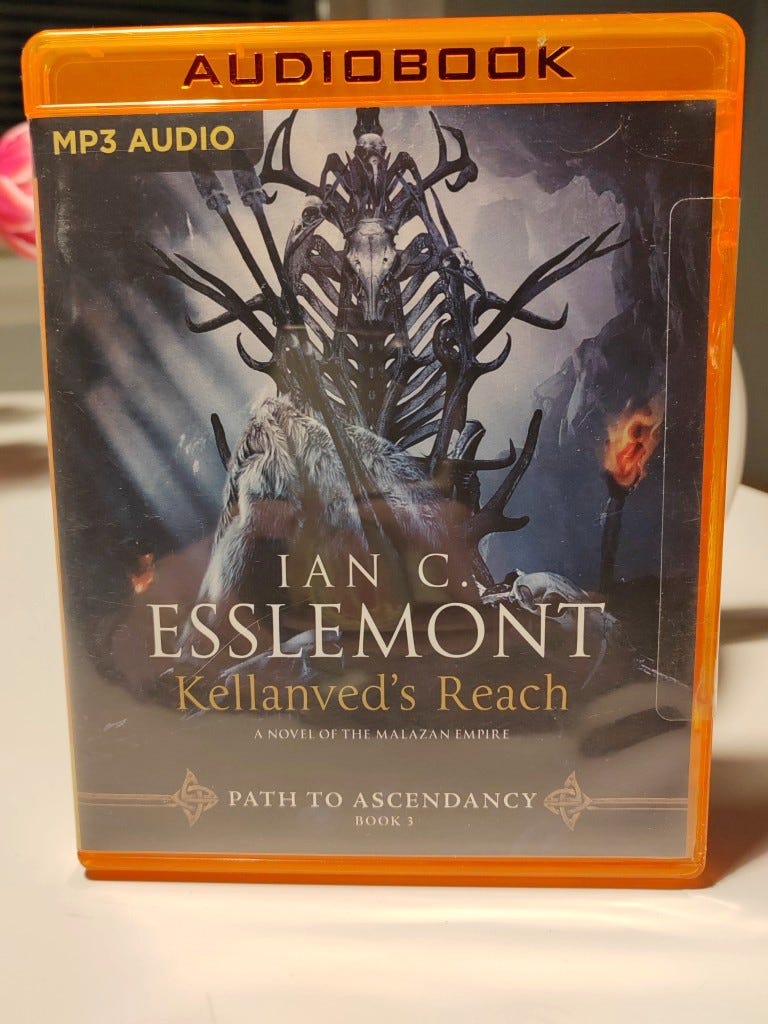 AUDIOBOOK
MP3 AUDIO
IAN C.
ESSLEMONT
Kellanved's Reach
A NOVEL OF THE MALAZAN EMPIRE
PATH TO ASCENDANCY
BOOK 3